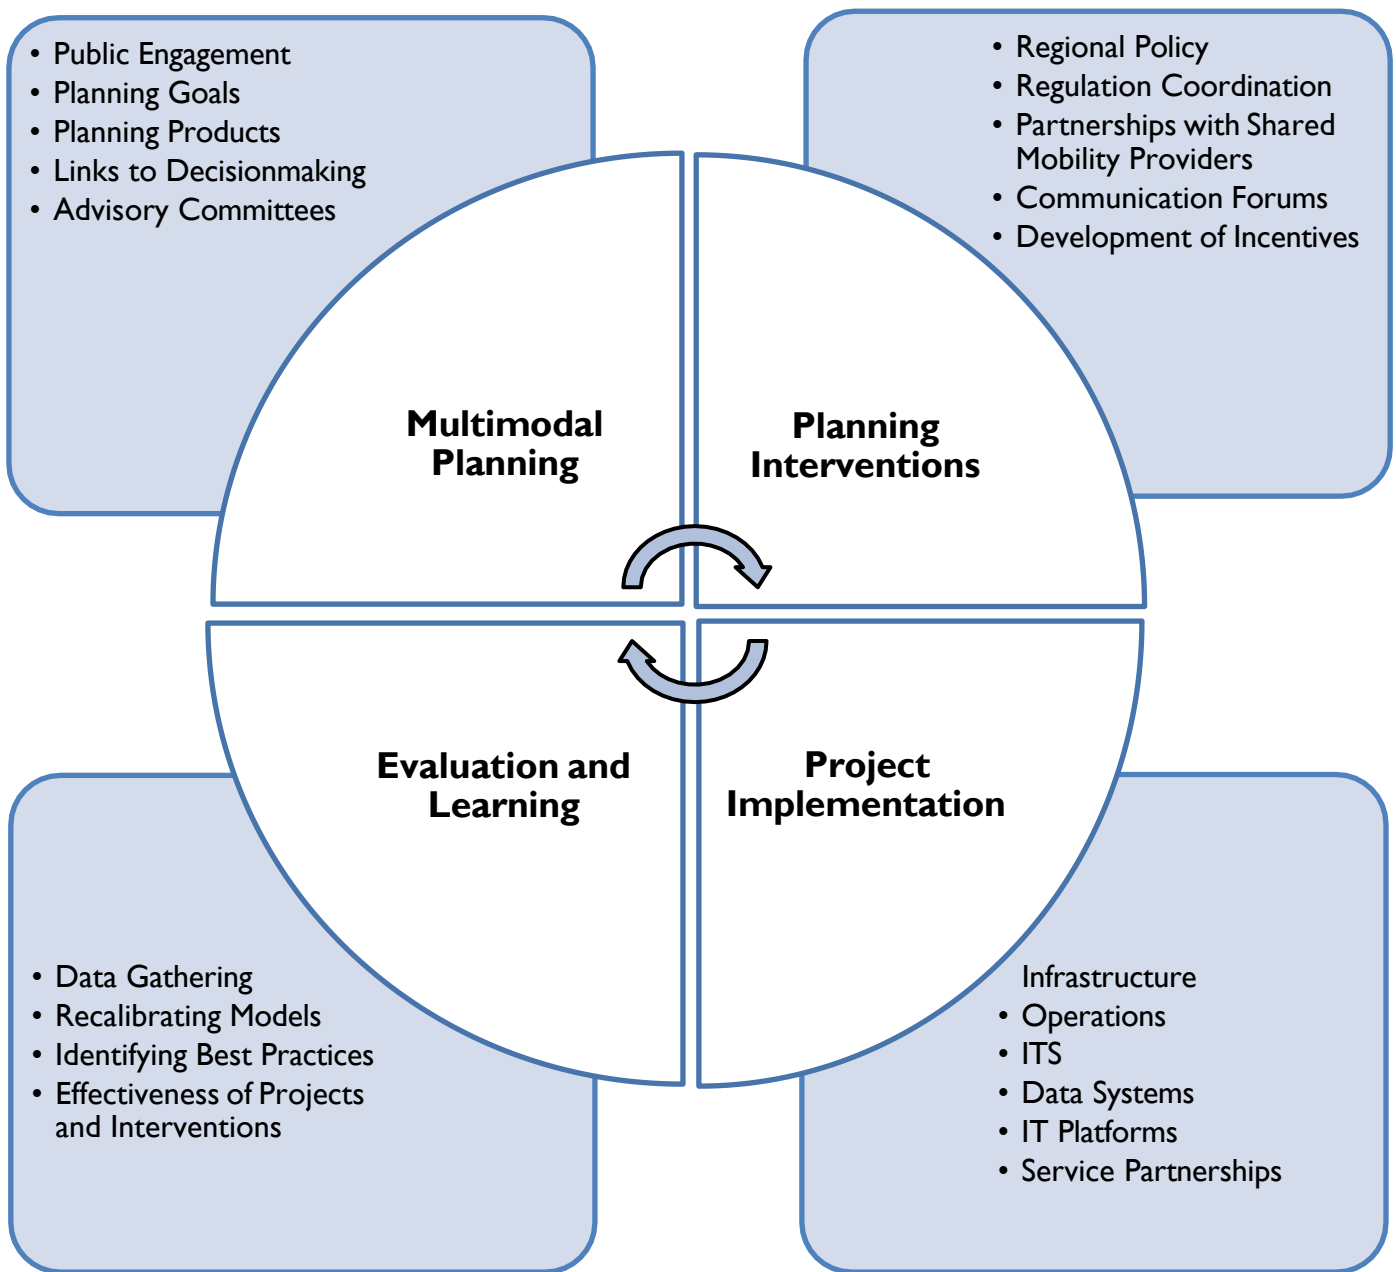 • Public Engagement
• Planning Goals
• Planning Products
• Links to Decisionmaking
• Advisory Committees
• Regional Policy
• Regulation Coordination
• Partnerships with Shared
Mobility Providers
• Communication Forums
• Development of Incentives
Multimodal
Planning
Planning
Interventions
Evaluation and
Learning
Project
Implementation
• Data Gathering
• Recalibrating Models
• Identifying Best Practices
• Effectiveness of Projects
and Interventions
Infrastructure
• Operations
• ITS
• Data Systems
• IT Platforms
• Service Partnerships